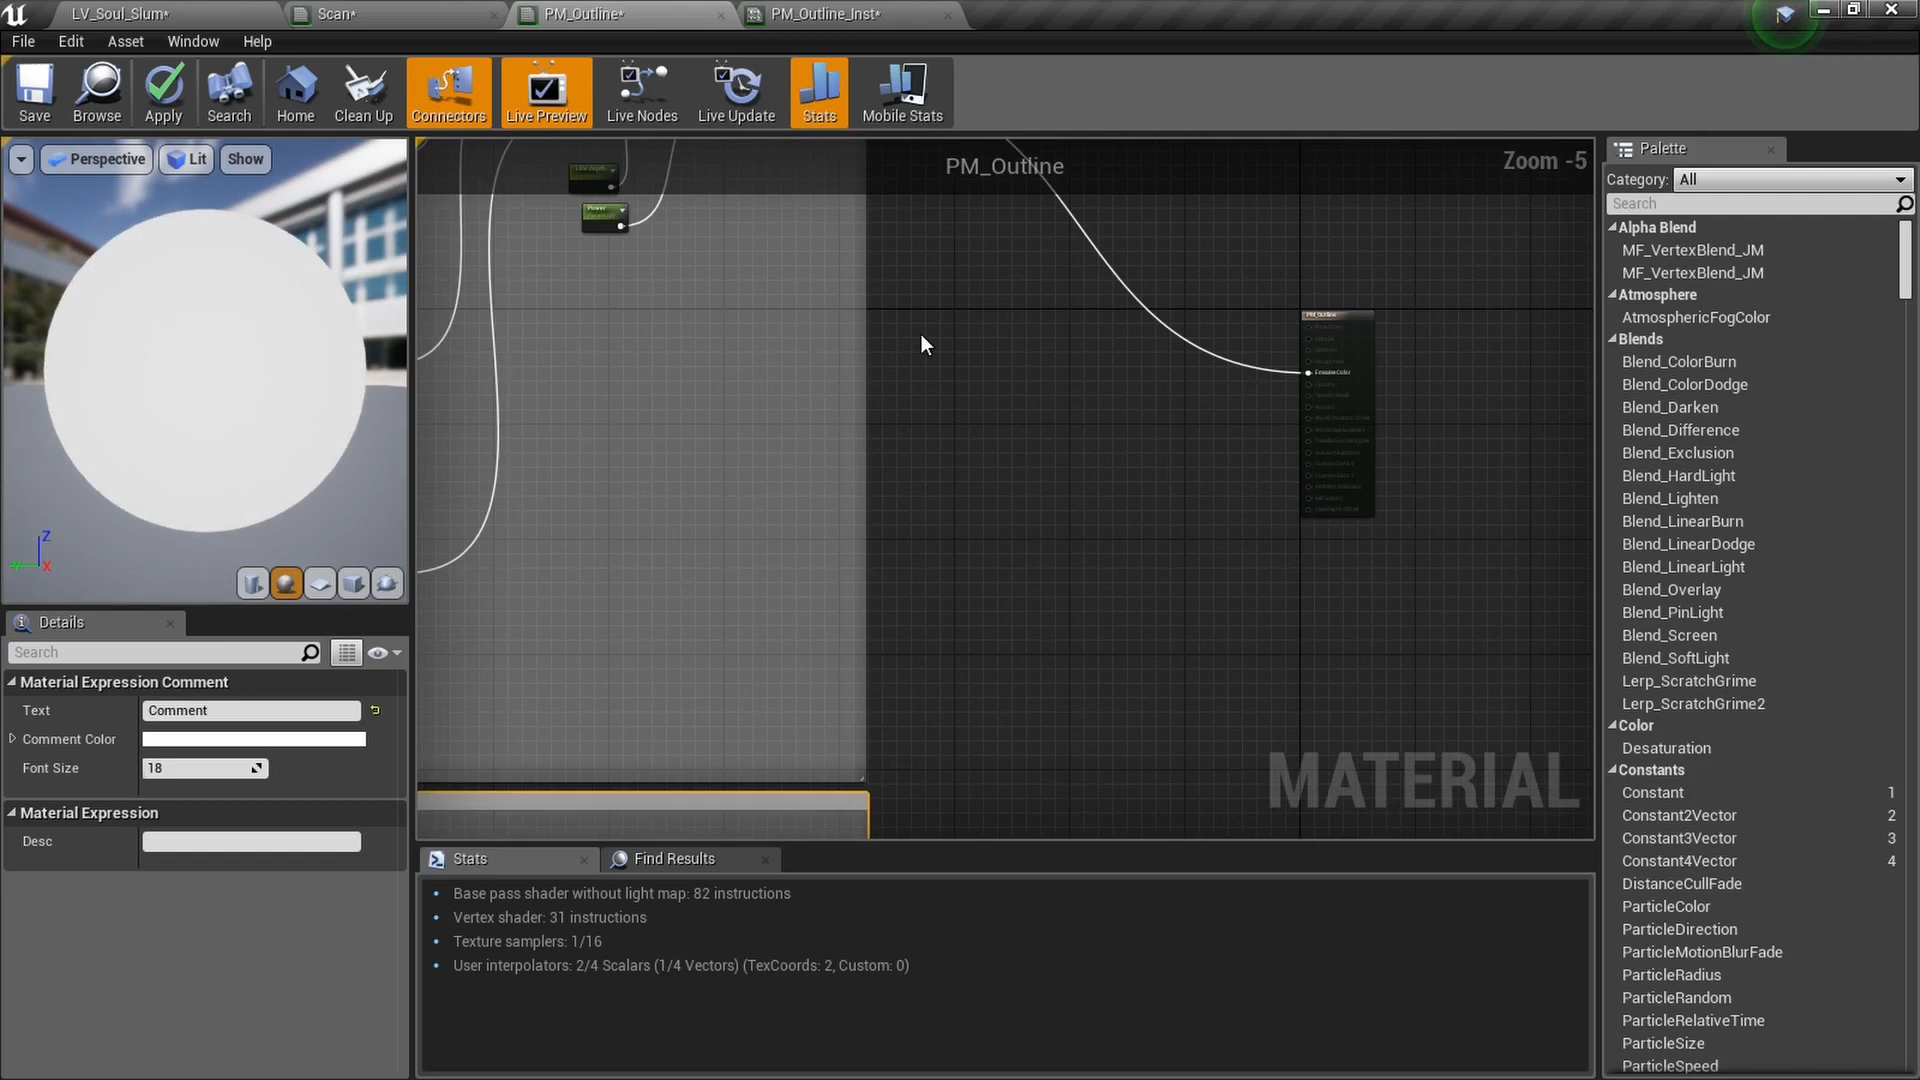 LV_Soul_Slum*
Scan*
PM_Outline*
PM_Outline_Inst*
File
Edit
Asset
Window
Help
Save
Browse
Apply
Search
Home
Clean Up
Connectors
Live Preview
Live Nodes
Live Update
Stats
Mobile Stats
Perspective
Lit
Show
Z
X
Details
Search
Material Expression Comment
Text
Comment
Comment Color
Font Size
18
Material Expression
Desc
PM_Outline
Zoom -5
Power
PM_Outline
Emissive Color
MATERIAL
Stats
Find Results
Base pass shader without light map: 82 instructions
Vertex shader: 31 instructions
Texture samplers: 1/16
User interpolators: 2/4 Scalars (1/4 Vectors) (TexCoords: 2, Custom: 0)
Palette
Category:
All
Search
Alpha Blend
MF_VertexBlend_JM
MF_VertexBlend_JM
Atmosphere
AtmosphericFogColor
Blends
Blend_ColorBurn
Blend_ColorDodge
Blend_Darken
Blend_Difference
Blend_Exclusion
Blend_HardLight
Blend_Lighten
Blend_LinearBurn
Blend_LinearDodge
Blend_LinearLight
Blend_Overlay
Blend_PinLight
Blend_Screen
Blend_SoftLight
Lerp_ScratchGrime
Lerp_ScratchGrime2
Color
Desaturation
Constants
Constant 1
Constant2Vector 2
Constant3Vector 3
Constant4Vector 4
DistanceCullFade
ParticleColor
ParticleDirection
ParticleMotionBlurFade
ParticleRadius
ParticleRandom
ParticleRelativeTime
ParticleSize
ParticleSpeed